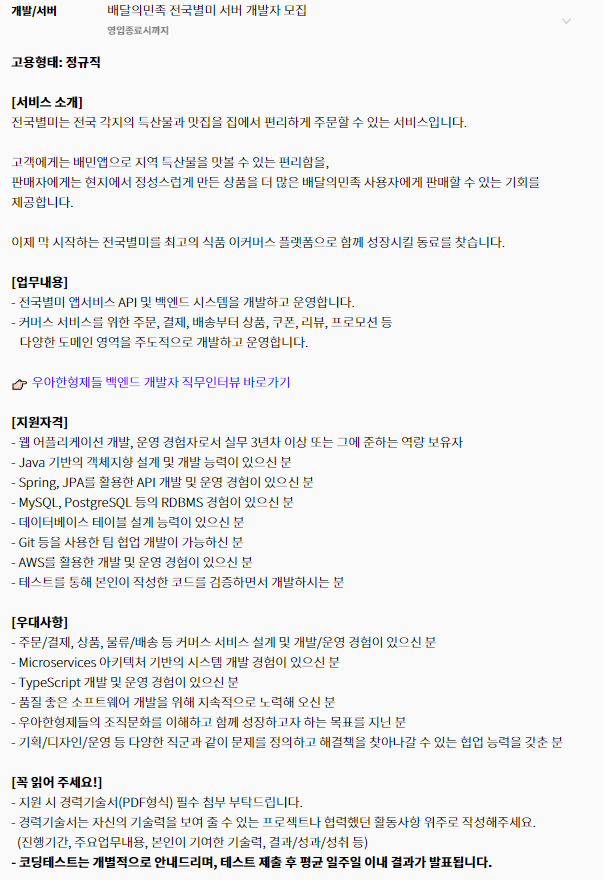 개발/서버
배달의민족 전국별미 서버 개발자 모집
영업종료시까지
고용형태: 정규직
[서비스 소개]
전국별미는 전국 각지의 특산물과 맛집을 집에서 편리하게 주문할 수 있는 서비스입니다.
고객에게는 배민앱으로 지역 특산물을 맛볼 수 있는 편리함을,
판매자에게는 현지에서 정성스럽게 만든 상품을 더 많은 배달의민족 사용자에게 판매할 수 있는 기회를
제공합니다.
이제 막 시작하는 전국별미를 최고의 식품 이커머스 플랫폼으로 함께 성장시킬 동료를 찾습니다.
[업무내용]
- 전국별미 앱서비스 API 및 백엔드 시스템을 개발하고 운영합니다.
- 커머스 서비스를 위한 주문, 결제, 배송부터 상품, 쿠폰, 리뷰, 프로모션 등
다양한 도메인 영역을 주도적으로 개발하고 운영합니다.
👉 우아한형제들 백엔드 개발자 직무인터뷰 바로가기
[지원자격]
- 웹 어플리케이션 개발, 운영 경험자로서 실무 3년차 이상 또는 그에 준하는 역량 보유자
- Java 기반의 객체지향 설계 및 개발 능력이 있으신 분
- Spring, JPA를 활용한 API 개발 및 운영 경험이 있으신 분
- MySQL, PostgreSQL 등의 RDBMS 경험이 있으신 분
- 데이터베이스 테이블 설계 능력이 있으신 분
- Git 등을 사용한 팀 협업 개발이 가능하신 분
- AWS를 활용한 개발 및 운영 경험이 있으신 분
- 테스트를 통해 본인이 작성한 코드를 검증하면서 개발하시는 분
[우대사항]
- 주문/결제, 상품, 물류/배송 등 커머스 서비스 설계 및 개발/운영 경험이 있으신 분
- Microservices 아키텍처 기반의 시스템 개발 경험이 있으신 분
- TypeScript 개발 및 운영 경험이 있으신 분
- 품질 좋은 소프트웨어 개발을 위해 지속적으로 노력해 오신 분
- 우아한형제들의 조직문화를 이해하고 함께 성장하고자 하는 목표를 지닌 분
- 기획/디자인/운영 등 다양한 직군과 같이 문제를 정의하고 해결책을 찾아나갈 수 있는 협업 능력을 갖춘 분
[꼭 읽어 주세요!]
- 지원 시 경력기술서(PDF형식) 필수 첨부 부탁드립니다.
- 경력기술서는 자신의 기술력을 보여 줄 수 있는 프로젝트나 협력했던 활동사항 위주로 작성해주세요.
(진행기간, 주요업무내용, 본인이 기여한 기술력, 결과/성과/성취 등)
- 코딩테스트는 개별적으로 안내드리며, 테스트 제출 후 평균 일주일 이내 결과가 발표됩니다.